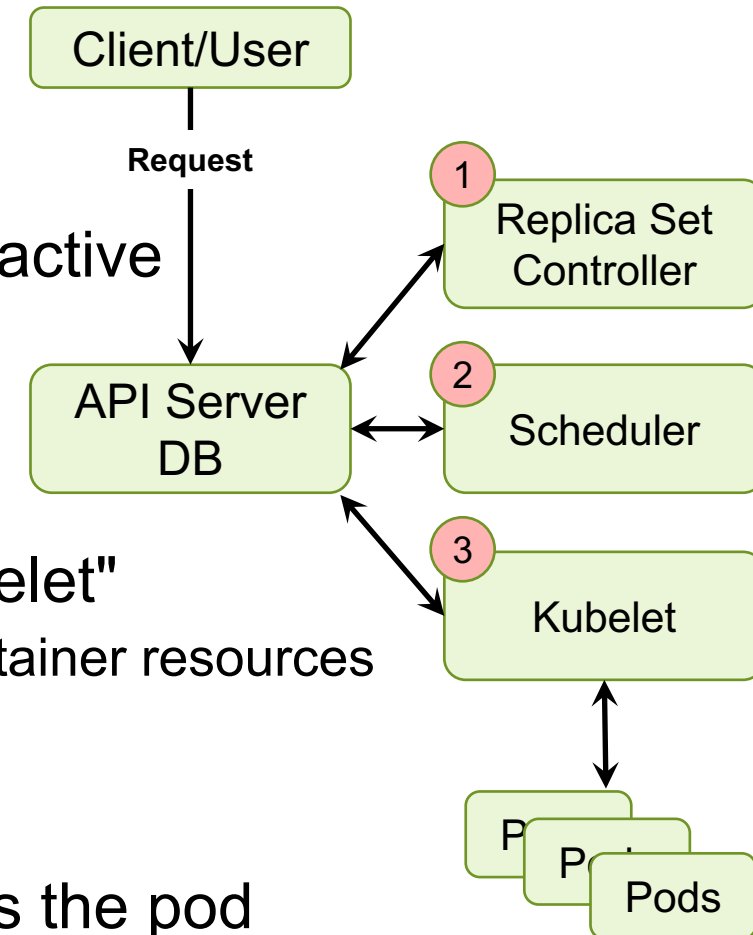 Client/User
Request
1
Replica Set
Controller
active
API Server
DB
2
Scheduler
elet"
tainer resources
3
Kubelet
s the pod
Pods